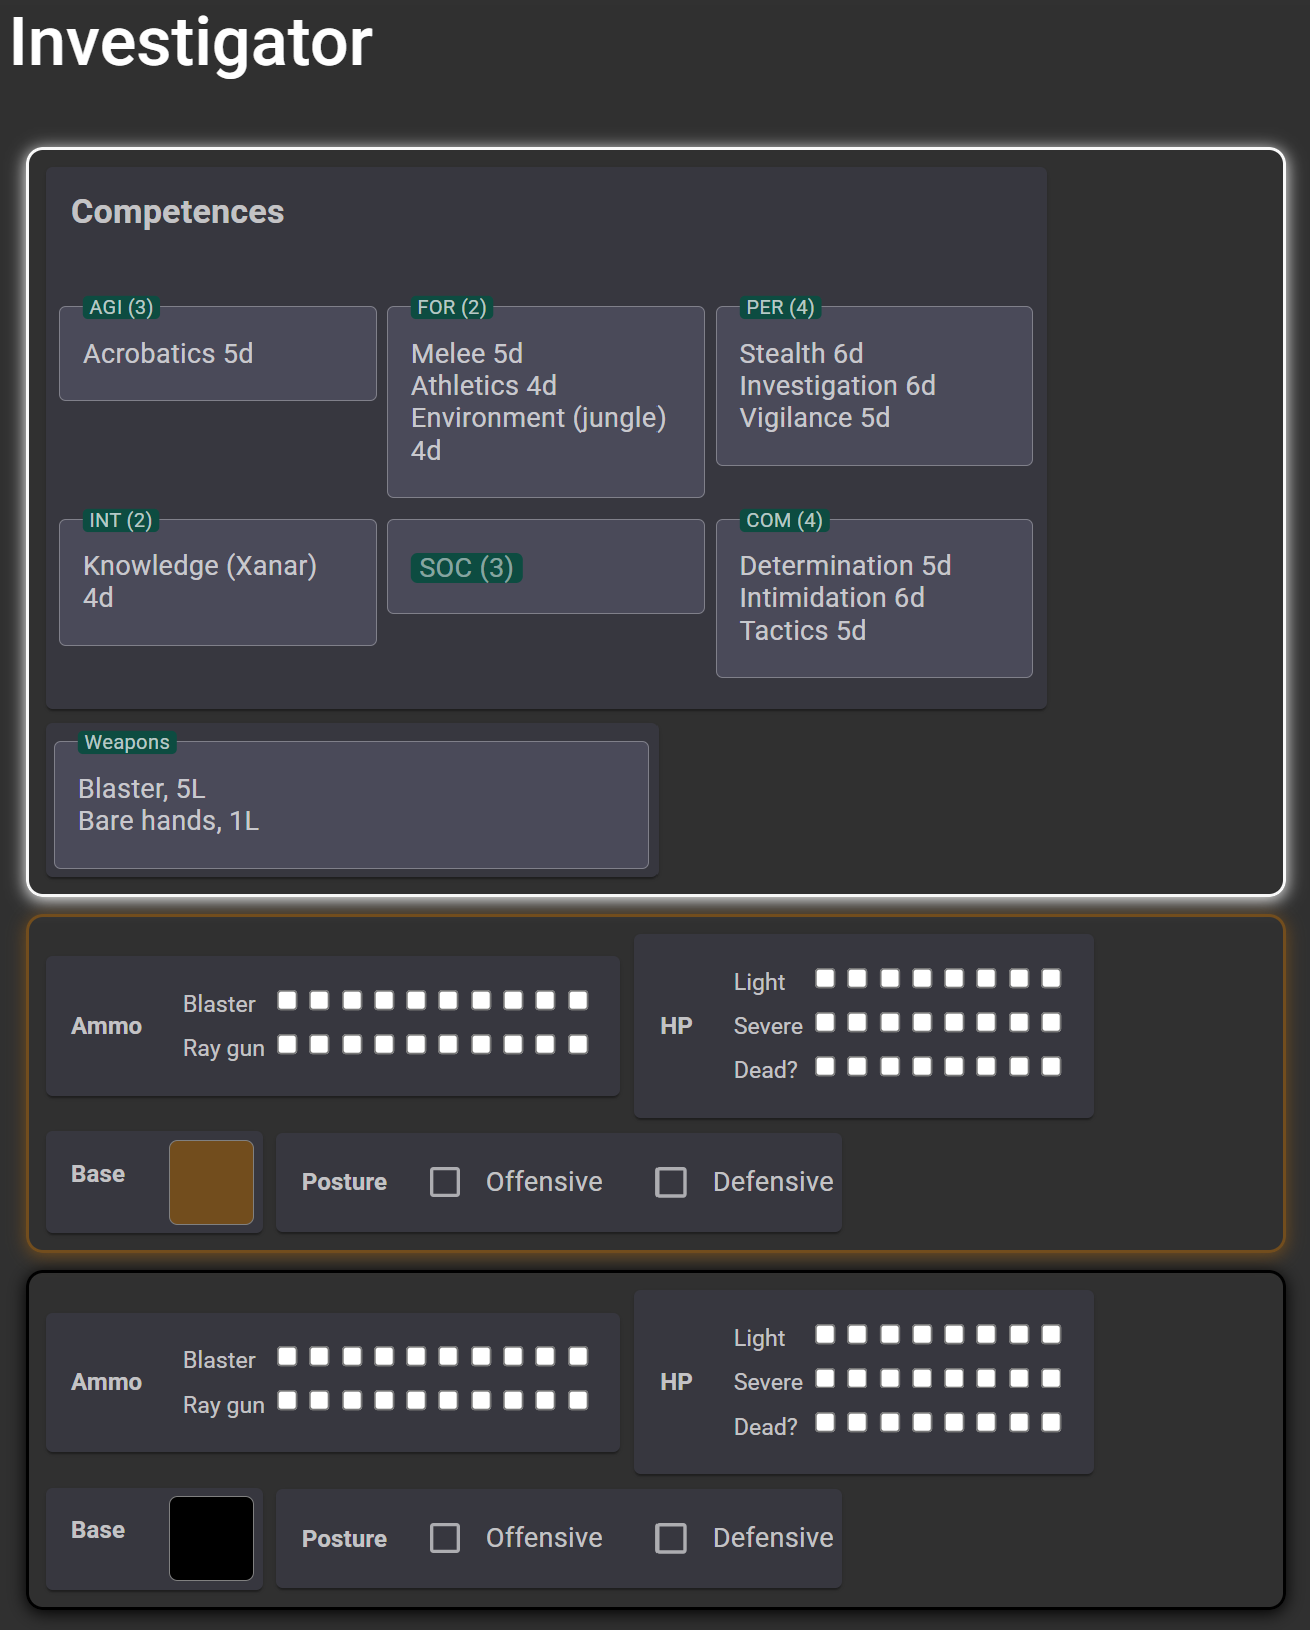 Investigator
Competences
AGI (3)
Acrobatics 5d
FOR (2)
Melee 5d
Athletics 4d
Environment (jungle)
4d
PER (4)
Stealth 6d
Investigation 6d
Vigilance 5d
INT (2)
Knowledge (Xanar)
4d
SOC (3)
COM (4)
Determination 5d
Intimidation 6d
Tactics 5d
Weapons
Blaster, 5L
Bare hands, 1L
Ammo
Blaster
Ray gun
HP
Light
Severe
Dead?
Base
Posture
Offensive
Defensive
Ammo
Blaster
Ray gun
HP
Light
Severe
Dead?
Base
Posture
Offensive
Defensive